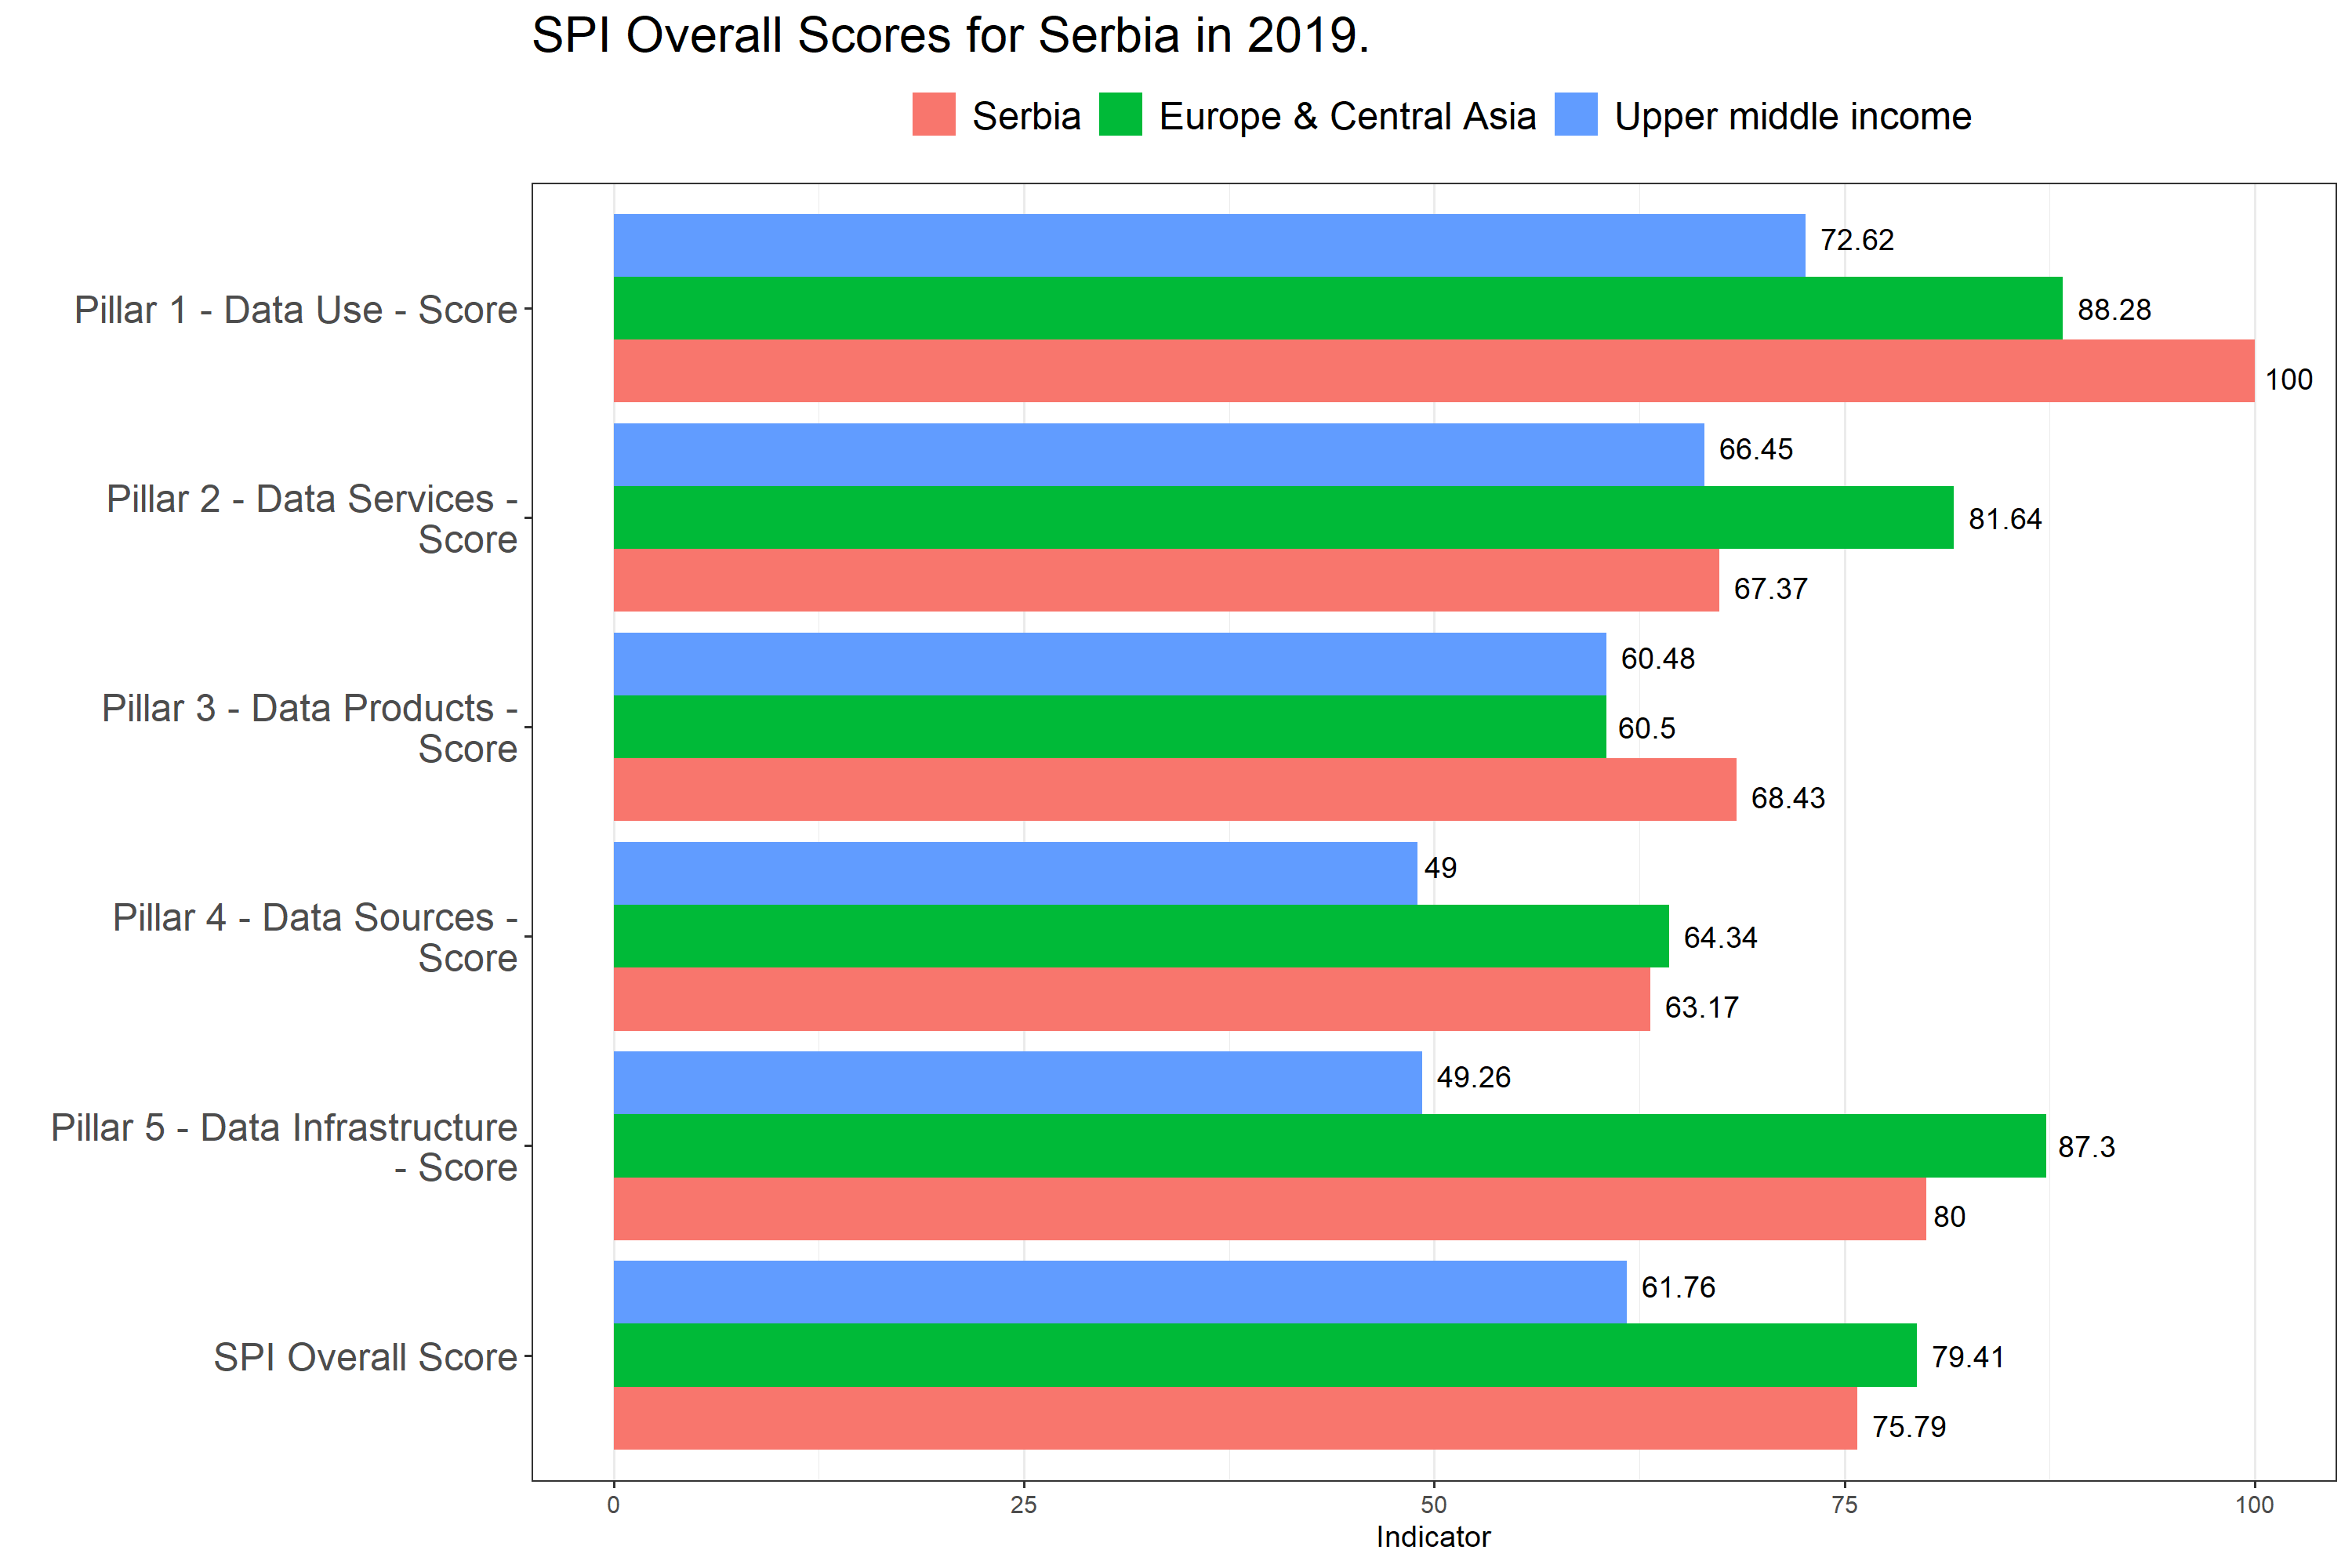 SPI Overall Scores for Serbia in 2019.
Serbia Europe & Central Asia Upper middle income
Pillar 1 - Data Use - Score
72.62
88.28
100
Pillar 2 - Data Services -
Score
66.45
81.64
67.37
Pillar 3 - Data Products -
Score
60.48
60.5
68.43
Pillar 4 - Data Sources -
Score
49
64.34
63.17
Pillar 5 - Data Infrastructure
- Score
49.26
87.3
80
SPI Overall Score
61.76
79.41
75.79
0 25 50 75 100
Indicator